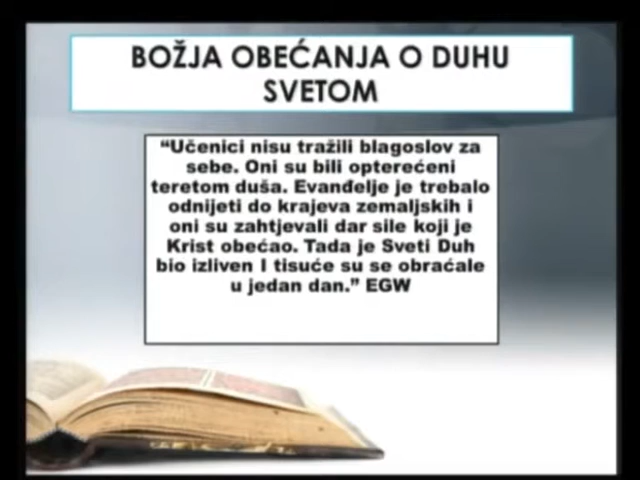 BOŽJA OBEĆANJA O DUHU
SVETOM
“Učenici nisu tražili blagoslov za
sebe. Oni su bili opterećeni
teretom duša. Evanđelje je trebalo
odnijeti do krajeva zemaljskih i
oni su zahtjevali dar sile koji je
Krist obećao. Tada je Sveti Duh
bio izliven I tisuće su se obraćale
u jedan dan.” EGW